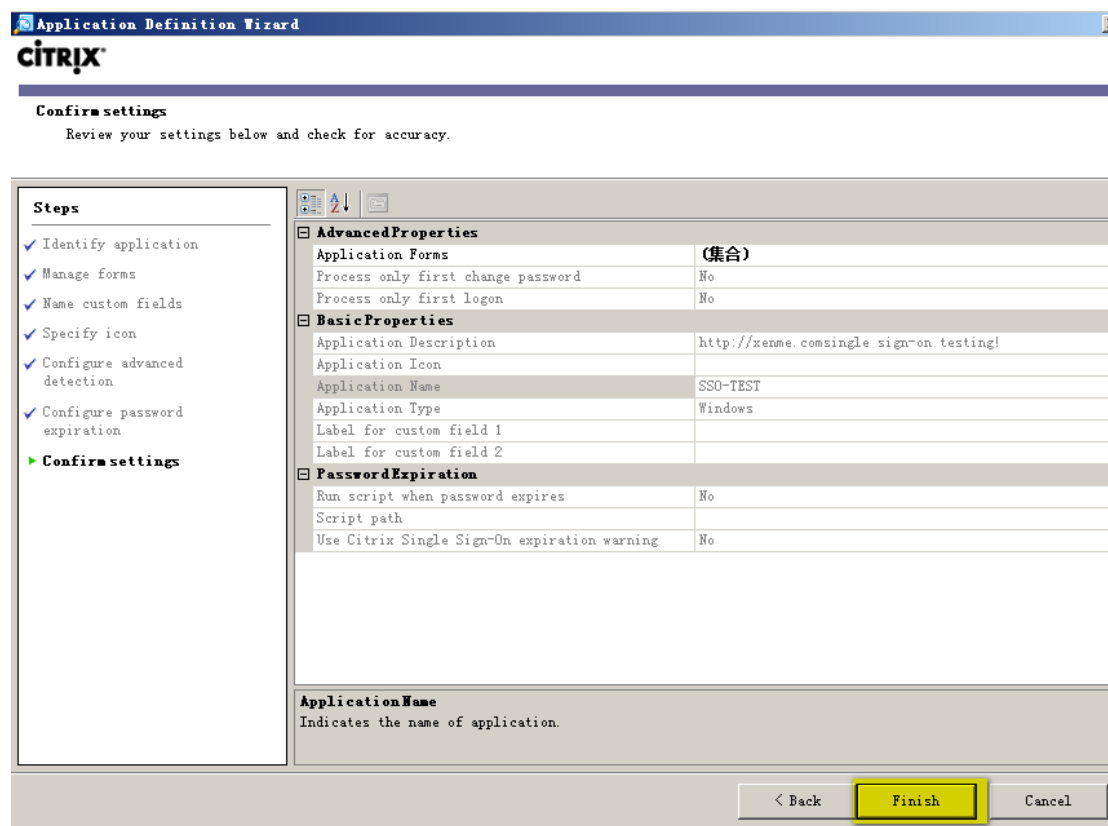 Application Definition Wizard
CİTRIX
Confirm settings
Review your settings below and check for accuracy.
Steps
Identify application
Manage forms
Name custom fields
Specify icon
Configure advanced
detection
Configure password
expiration
Confirm settings
AdvancedProperties
Application Forms (集合)
Process only first change password No
Process only first logon No
BasicProperties
Application Description http://xenme.comsingle sign-on testing!
Application Icon
Application Name SSO-TEST
Application Type Windows
Label for custom field 1
Label for custom field 2
PasswordExpiration
Run script when password expires No
Script path
Use Citrix Single Sign-On expiration warning No
ApplicationName
Indicates the name of application.
< Back Finish Cancel